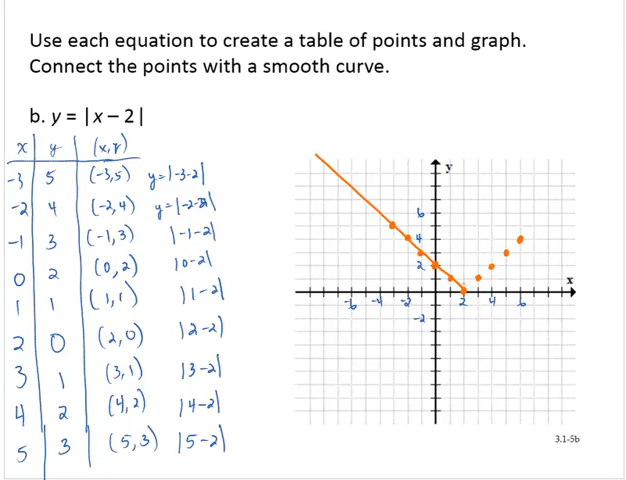 Use each equation to create a table of points and graph.
Connect the points with a smooth curve.
b. y = |x – 2|
x y (x,y)
-3 5 (-3,5) y=|-3-2|
-2 4 (-2,4) y=|-2-2|
-1 3 (-1,3) |-1-2|
0 2 (0,2) |0-2|
1 1 (1,1) |1-2|
2 0 (2,0) |2-2|
3 1 (3,1) |3-2|
4 2 (4,2) |4-2|
5 3 (5,3) |5-2|
y
6
4
2
x
-6 -4 -2 2 4 6
-2
3.1-5b